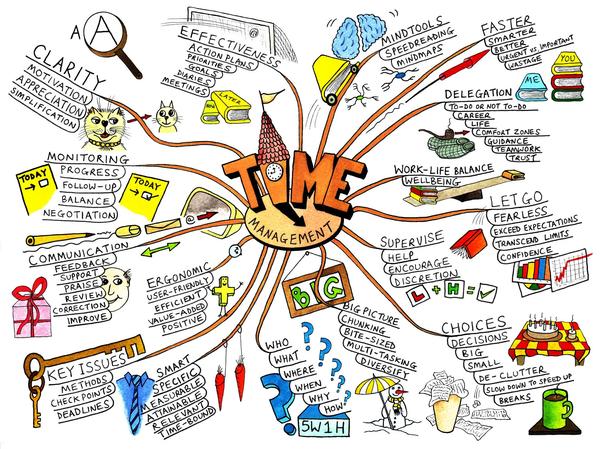 A A
CLARITY
MOTIVATION
APPRECIATION
SIMPLIFICATION
EFFECTIVENESS
ACTION PLANS
PRIORITIES
GOALS
DIARIES
MEETINGS
LATER
MINDTOOLS
SPEEDREADING
MINDMAPS
FASTER
SMARTER
BETTER
URGENT VS. IMPORTANT
WASTAGE
ME
YOU
DELEGATION
TO-DO OR NOT TO-DO
CAREER
LIFE
COMFORT ZONES
GUIDANCE
TEAMWORK
TRUST
MONITORING
PROGRESS
FOLLOW-UP
BALANCE
NEGOTIATION
TODAY
TODAY
TIME
MANAGEMENT
WORK-LIFE BALANCE
WELLBEING
LET GO
FEARLESS
EXCEED EXPECTATIONS
TRANSCEND LIMITS
CONFIDENCE
COMMUNICATION
FEEDBACK
SUPPORT
PRAISE
REVIEW
CORRECTION
IMPROVE
ERGONOMIC
USER-FRIENDLY
EFFICIENT
VALUE-ADDED
POSITIVE
SUPERVISE
HELP
ENCOURAGE
DISCRETION
L + H = ✓
BIG
BIG PICTURE
CHUNKING
BITE-SIZED
MULTI-TASKING
DIVERSIFY
CHOICES
DECISIONS
BIG
SMALL
DE-CLUTTER
SLOW DOWN TO SPEED UP
BREAKS
KEY ISSUES
METHODS
CHECK POINTS
DEADLINES
SMART
SPECIFIC
MEASURABLE
ATTAINABLE
RELEVANT
TIME-BOUND
WHO
WHAT
WHERE
WHEN
WHY
HOW
5W1H